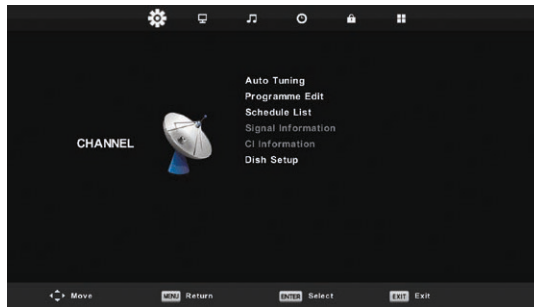 Auto Tuning
Programme Edit
Schedule List
Signal Information
CI Information
Dish Setup
CHANNEL
Move MENU Return ENTER Select EXIT Exit